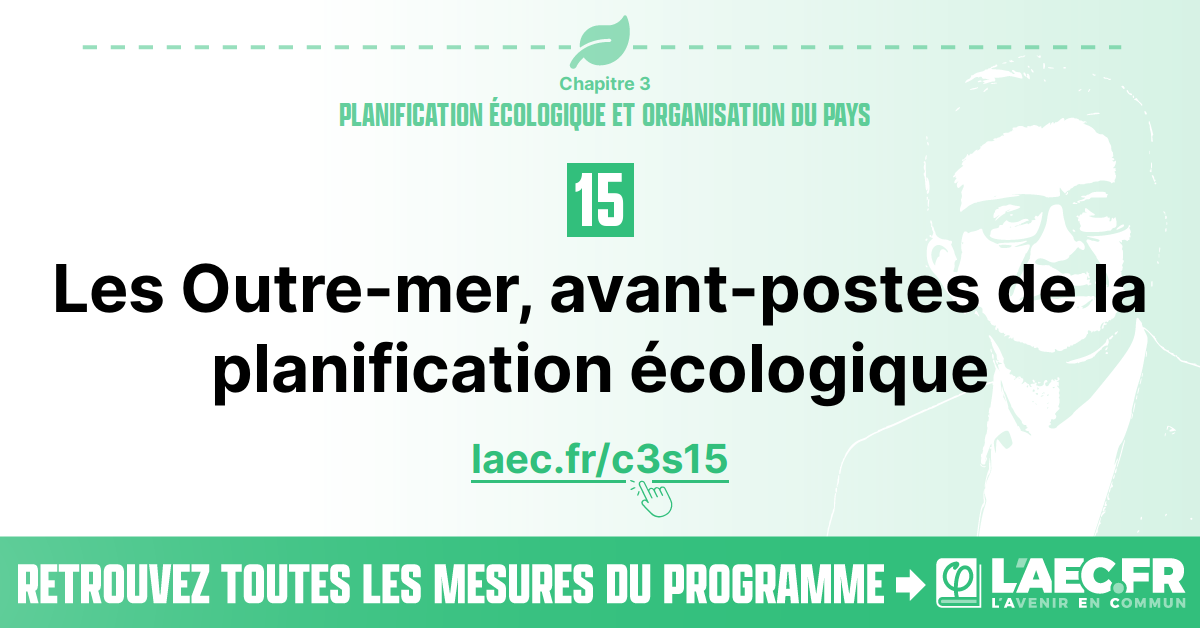 Chapitre 3
PLANIFICATION ÉCOLOGIQUE ET ORGANISATION DU PAYS
15
Les Outre-mer, avant-postes de la
planification écologique
laec.fr/c3s15
RETROUVEZ TOUTES LES MESURES DU PROGRAMME
φ
L'AEC.FR
L'AVENIR EN COMMUN